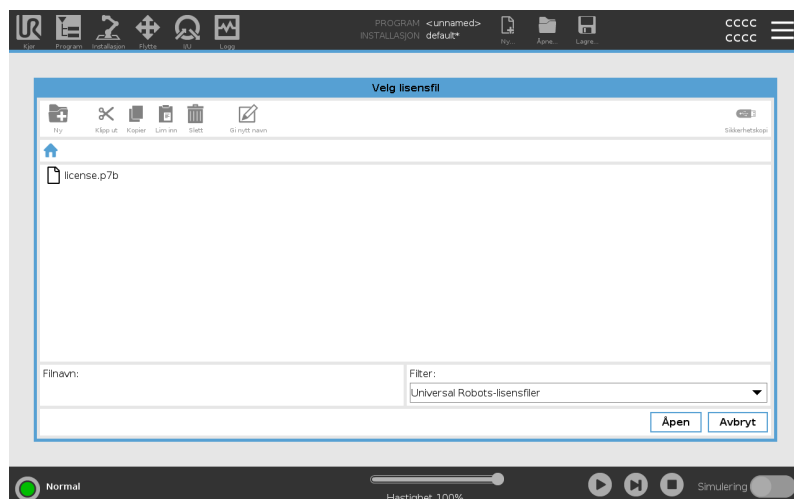 UR
PROGRAM <unnamed>
INSTALLASJON default*
CCCC
CCCC
Kjør Program Installasjon Flytte I/U Logg Ny... Åpne... Lagre...
Velg lisensfil
Ny Klipp ut Kopier Lim inn Slett Gi nytt navn Sikkerhetskopi
license.p7b
Filnavn: Filter:
Universal Robots-lisensfiler
Åpen Avbryt
Normal Simulering
Hastighet 100%